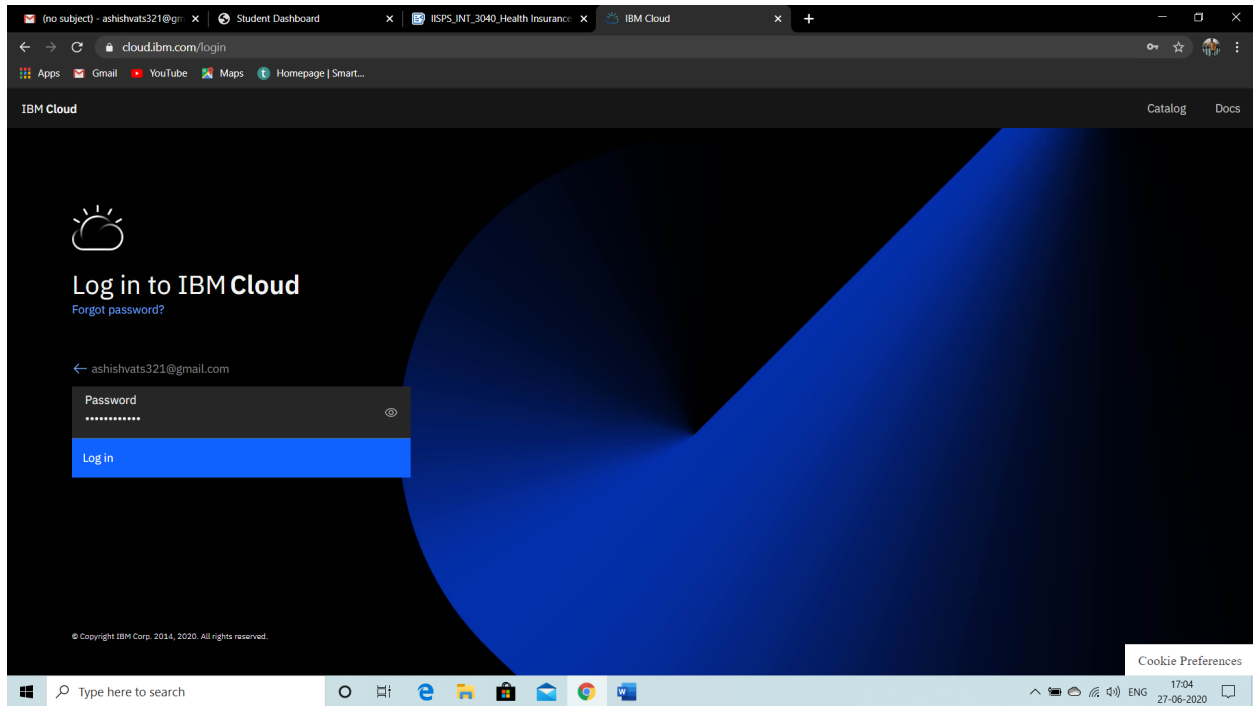 (no subject) - ashishvats321@gm
Student Dashboard
IISPS_INT_3040_Health Insurance
IBM Cloud
cloud.ibm.com/login
Apps
Gmail
YouTube
Maps
Homepage | Smart...
IBM Cloud
Catalog
Docs
Log in to IBM Cloud
Forgot password?
← ashishvats321@gmail.com
Password
••••••••••••
Log in
© Copyright IBM Corp. 2014, 2020. All rights reserved.
Cookie Preferences
Type here to search
ENG
17:04
27-06-2020